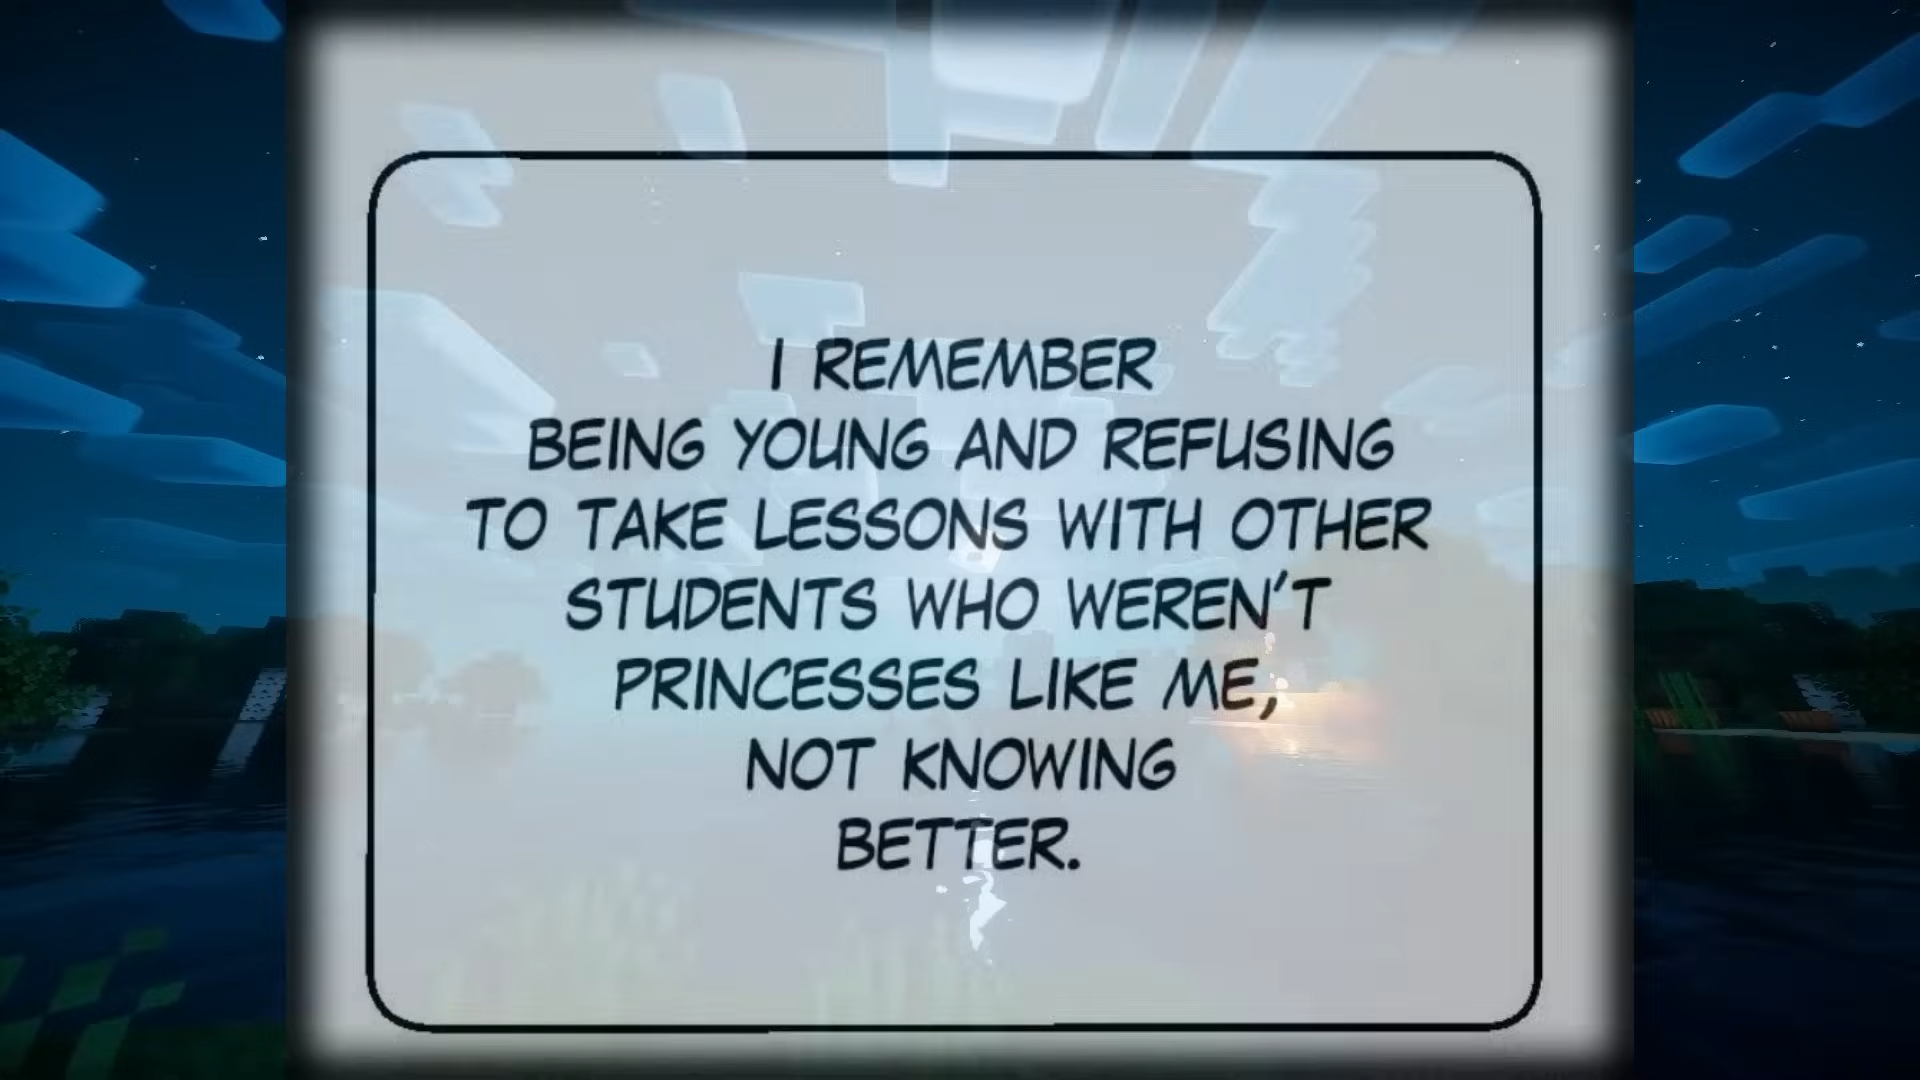 I REMEMBER
BEING YOUNG AND REFUSING
TO TAKE LESSONS WITH OTHER
STUDENTS WHO WEREN'T
PRINCESSES LIKE ME,
NOT KNOWING
BETTER.